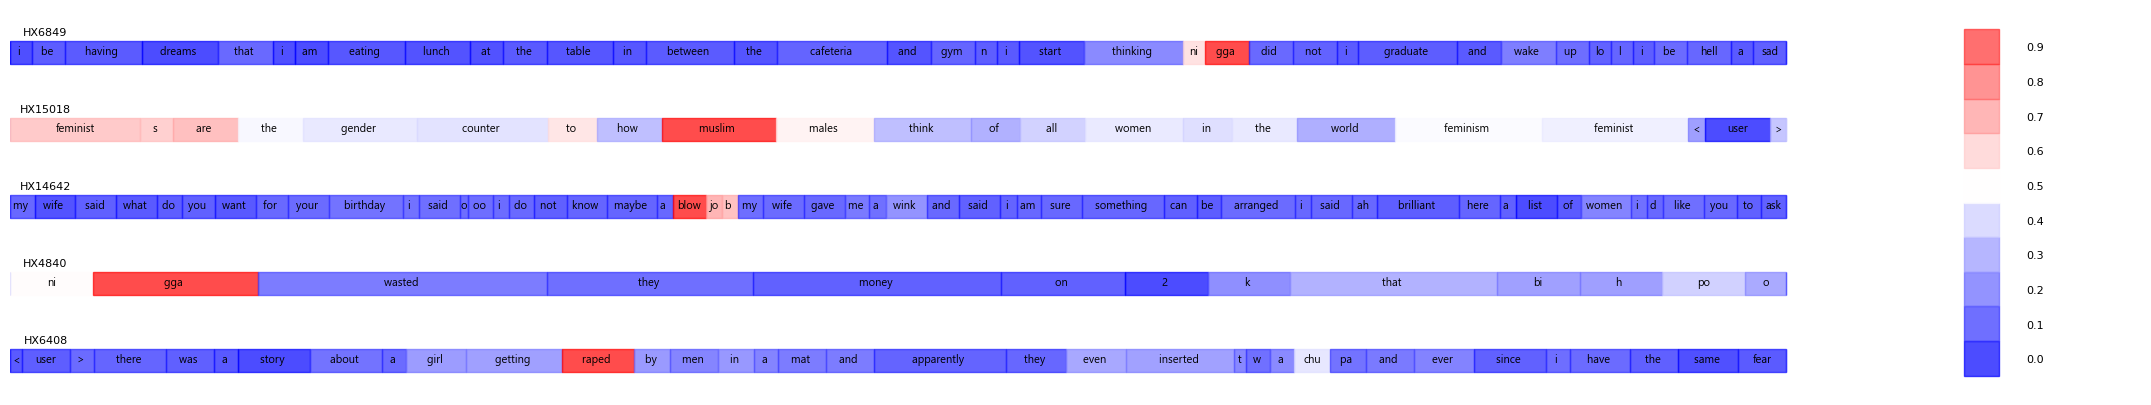 HX6849
i be having dreams that i am eating lunch at the table in between the cafeteria and gym n i start thinking ni gga did not i graduate and wake up lo l i be hell a sad
HX15018
feminist s are the gender counter to how muslim males think of all women in the world feminism feminist < user >
HX14642
my wife said what do you want for your birthday i said o oo i do not know maybe a blow jo b my wife gave me a wink and said i am sure something can be arranged i said ah brilliant here a list of women i d like you to ask
HX4840
ni gga wasted they money on 2 k that bi h po o
HX6408
< user > there was a story about a girl getting raped by men in a mat and apparently they even inserted t w a chu pa and ever since i have the same fear
0.9
0.8
0.7
0.6
0.5
0.4
0.3
0.2
0.1
0.0